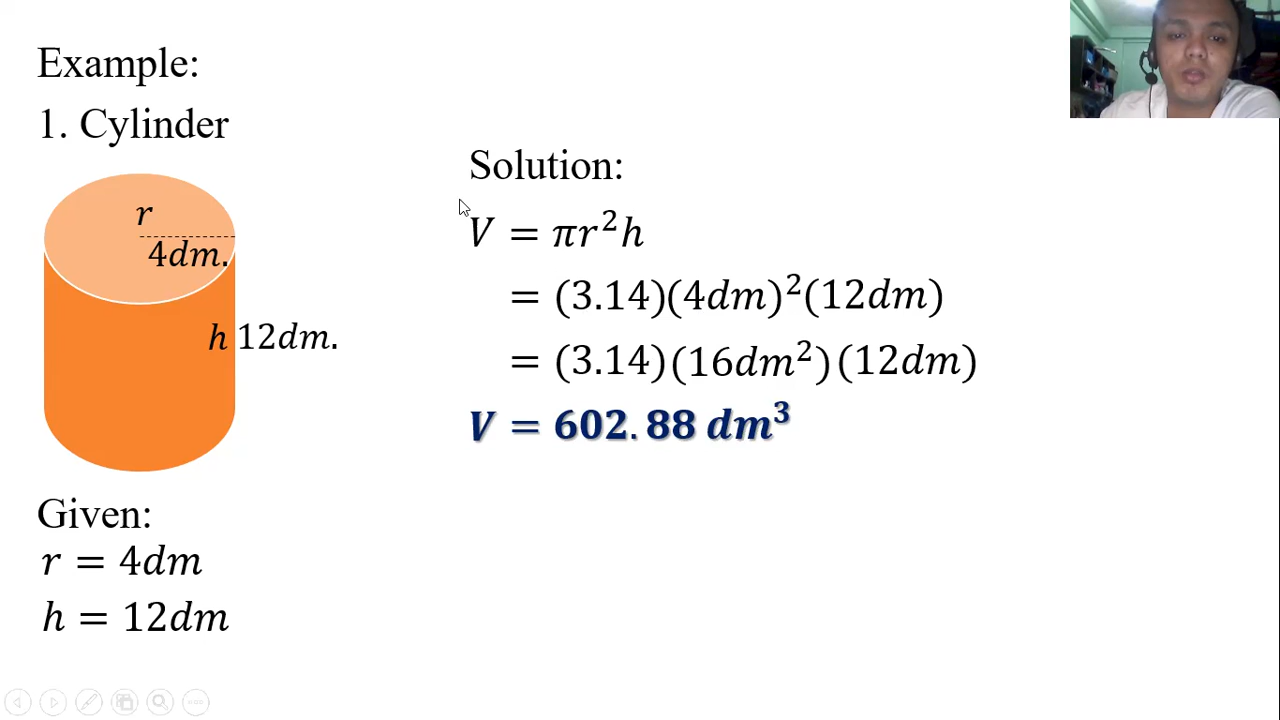 Example:
1. Cylinder
r
4dm.
h 12dm.
Given:
r = 4dm
h = 12dm
Solution:
V = πr²h
= (3.14)(4dm)²(12dm)
= (3.14)(16dm²)(12dm)
V = 602.88 dm³